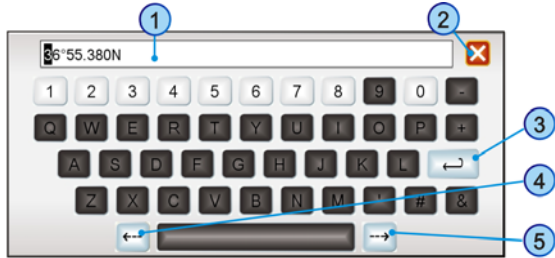 1 2
36°55.380N
1 2 3 4 5 6 7 8 9 0 -
Q W E R T Y U I O P +
3
A S D F G H J K L
4
Z X C V B N M ' # &
5